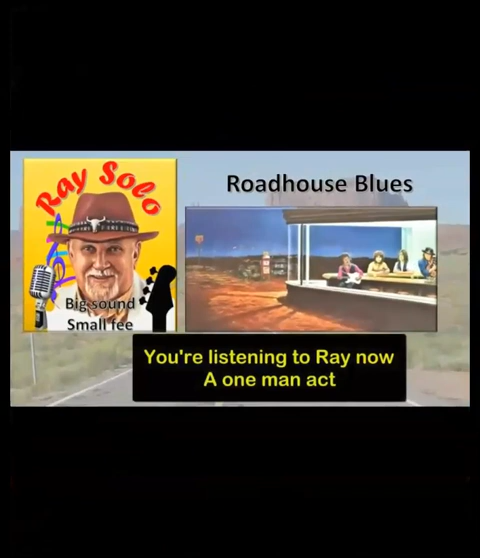 Ray Solo
Big sound
Small fee
Roadhouse Blues
You're listening to Ray now
A one man act